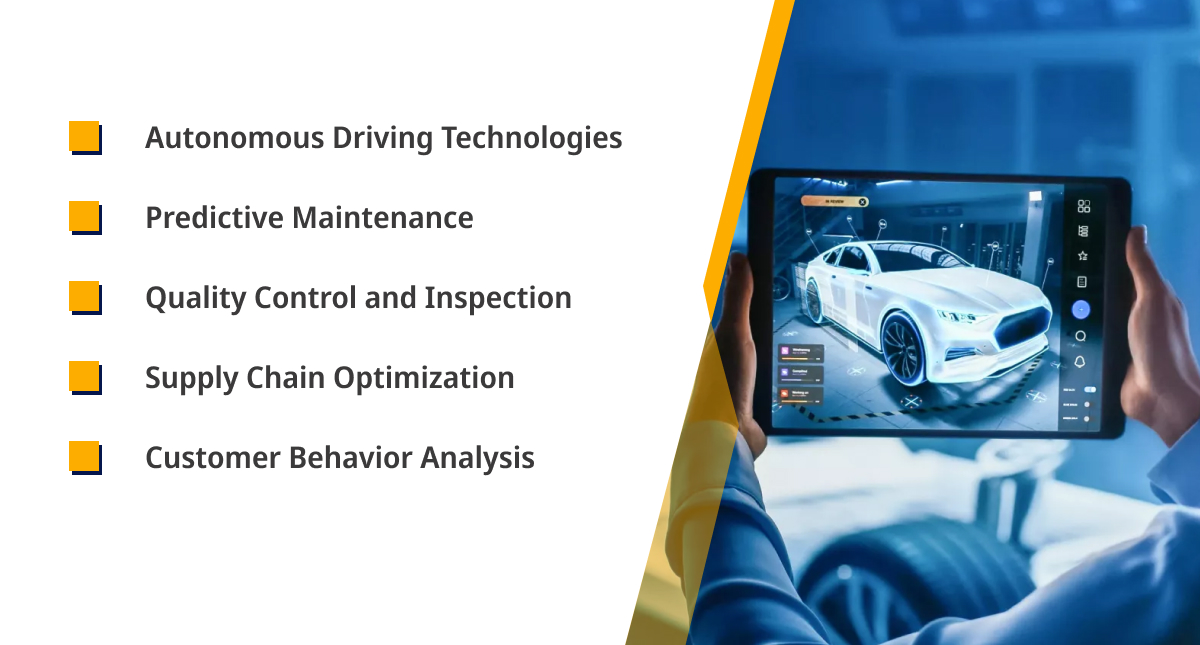 Autonomous Driving Technologies
Predictive Maintenance
Quality Control and Inspection
Supply Chain Optimization
Customer Behavior Analysis